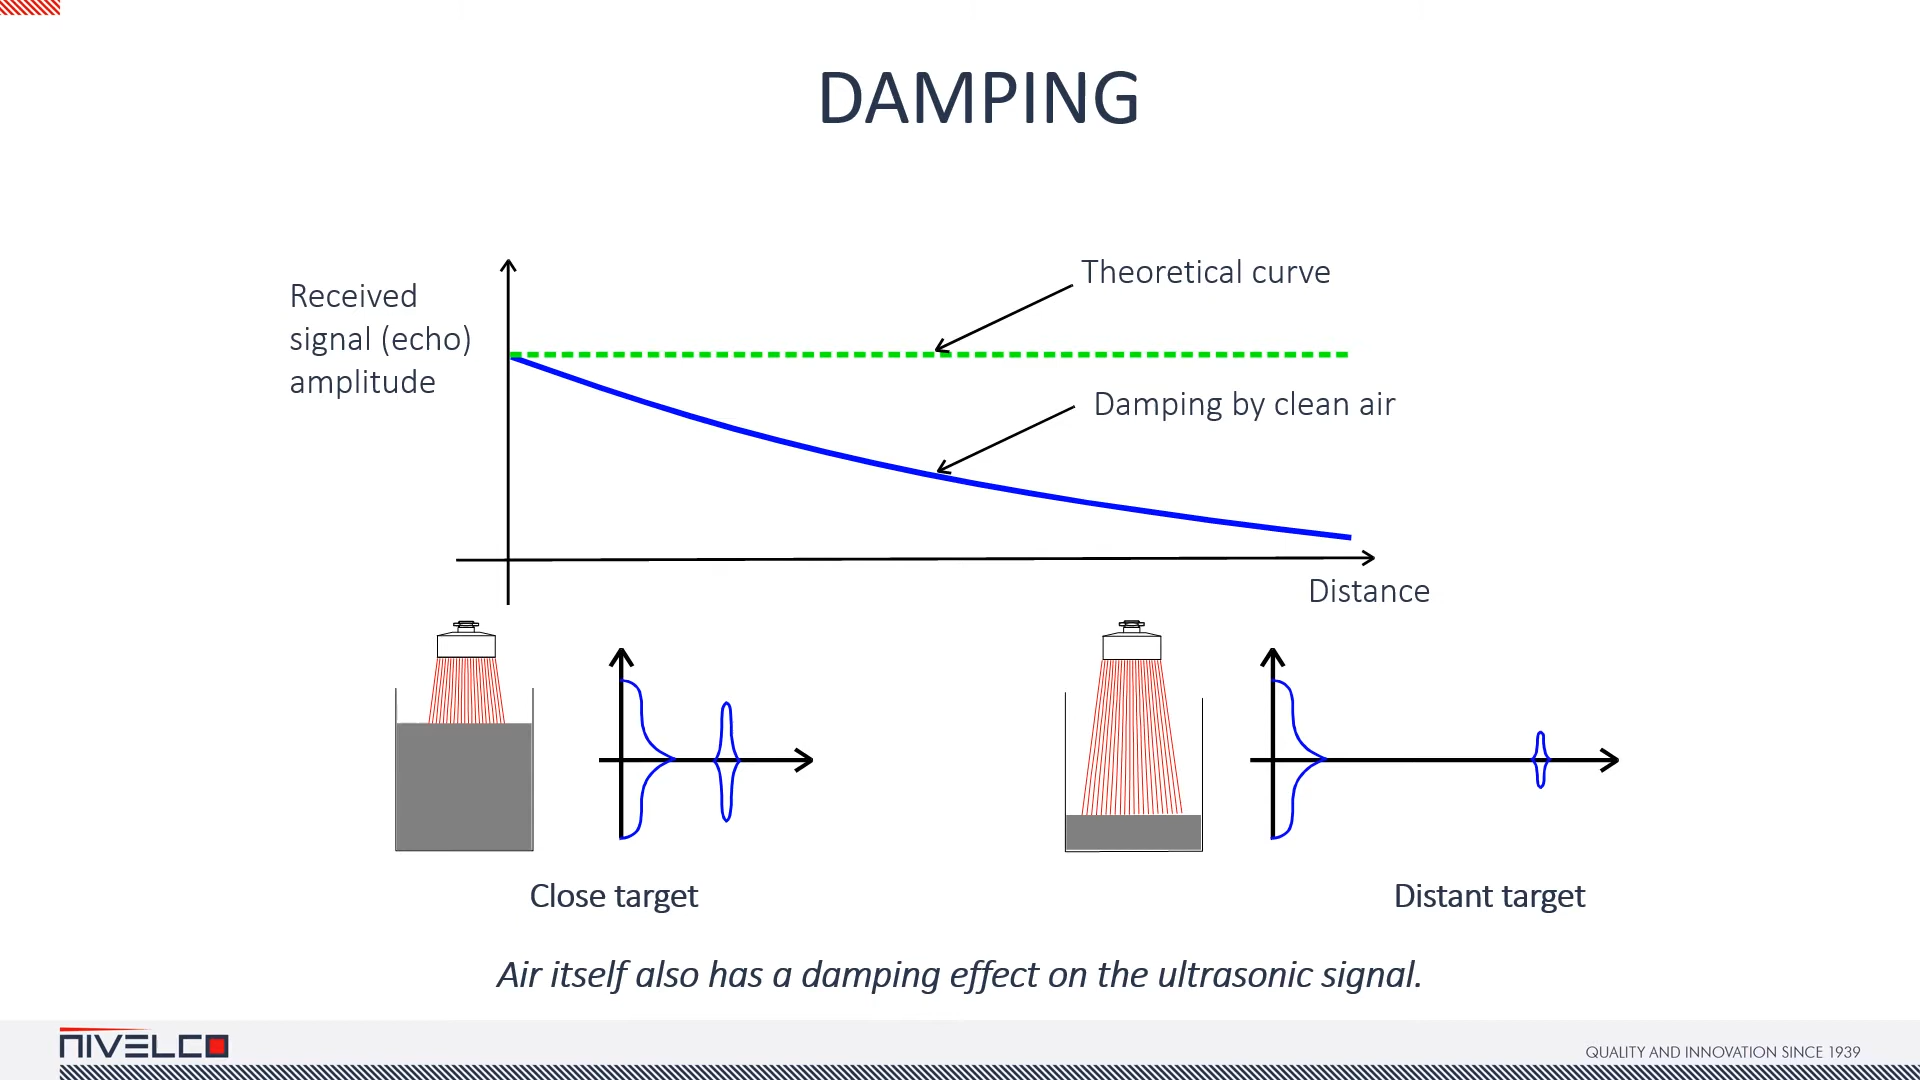 DAMPING
Received
signal (echo)
amplitude
Theoretical curve
Damping by clean air
Distance
Close target
Distant target
Air itself also has a damping effect on the ultrasonic signal.
NIVELCO
QUALITY AND INNOVATION SINCE 1939